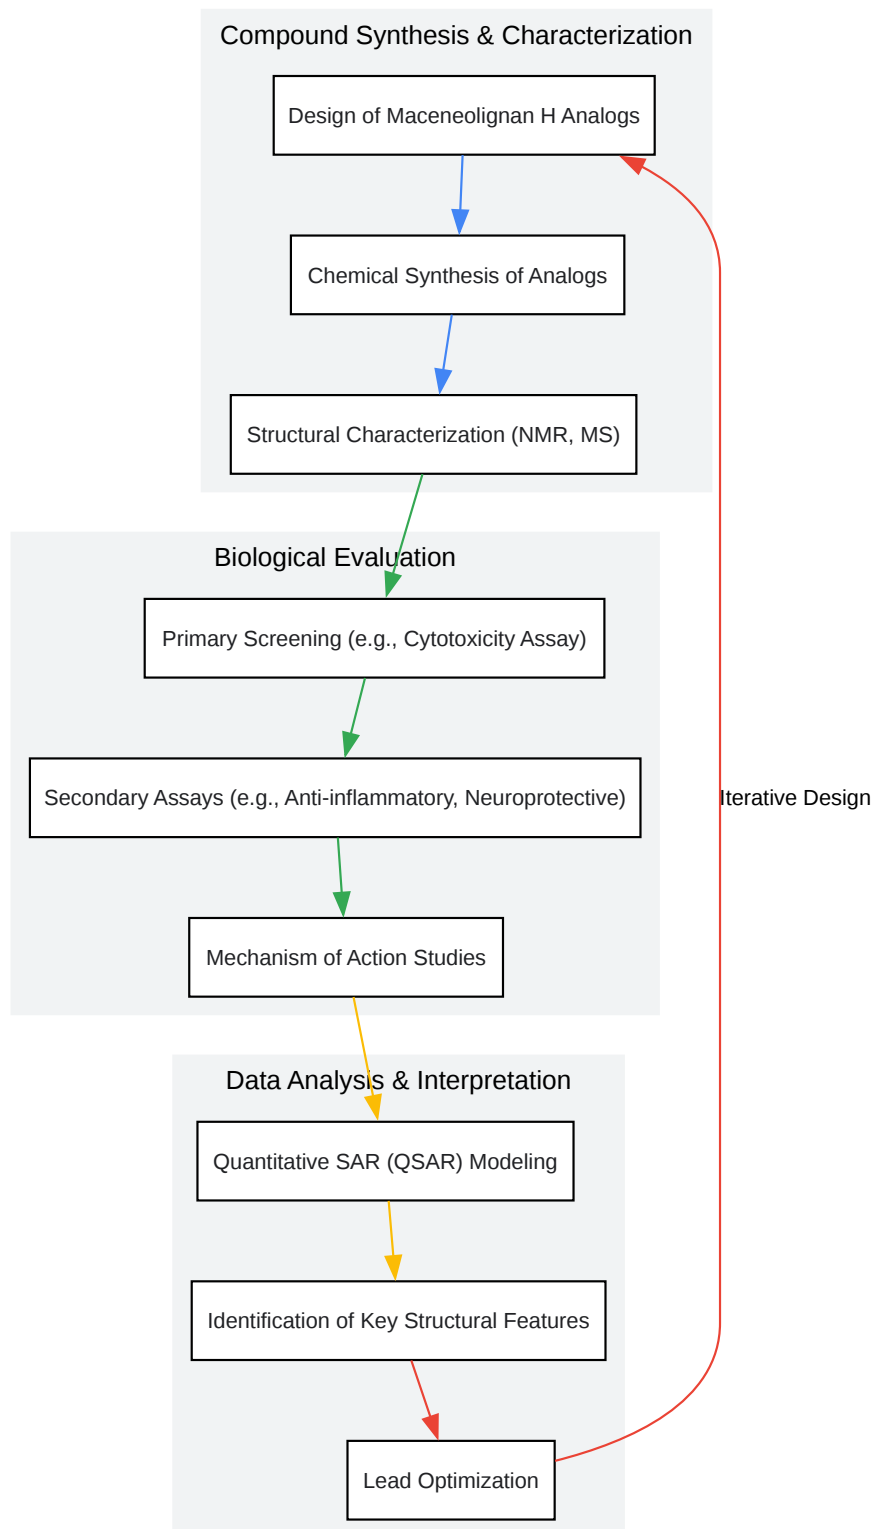 Compound Synthesis & Characterization
Design of Maceneolignan H Analogs
Chemical Synthesis of Analogs
Structural Characterization (NMR, MS)
Biological Evaluation
Primary Screening (e.g., Cytotoxicity Assay)
Secondary Assays (e.g., Anti-inflammatory, Neuroprotective)
Iterative Design
Mechanism of Action Studies
Data Analysis & Interpretation
Quantitative SAR (QSAR) Modeling
Identification of Key Structural Features
Lead Optimization